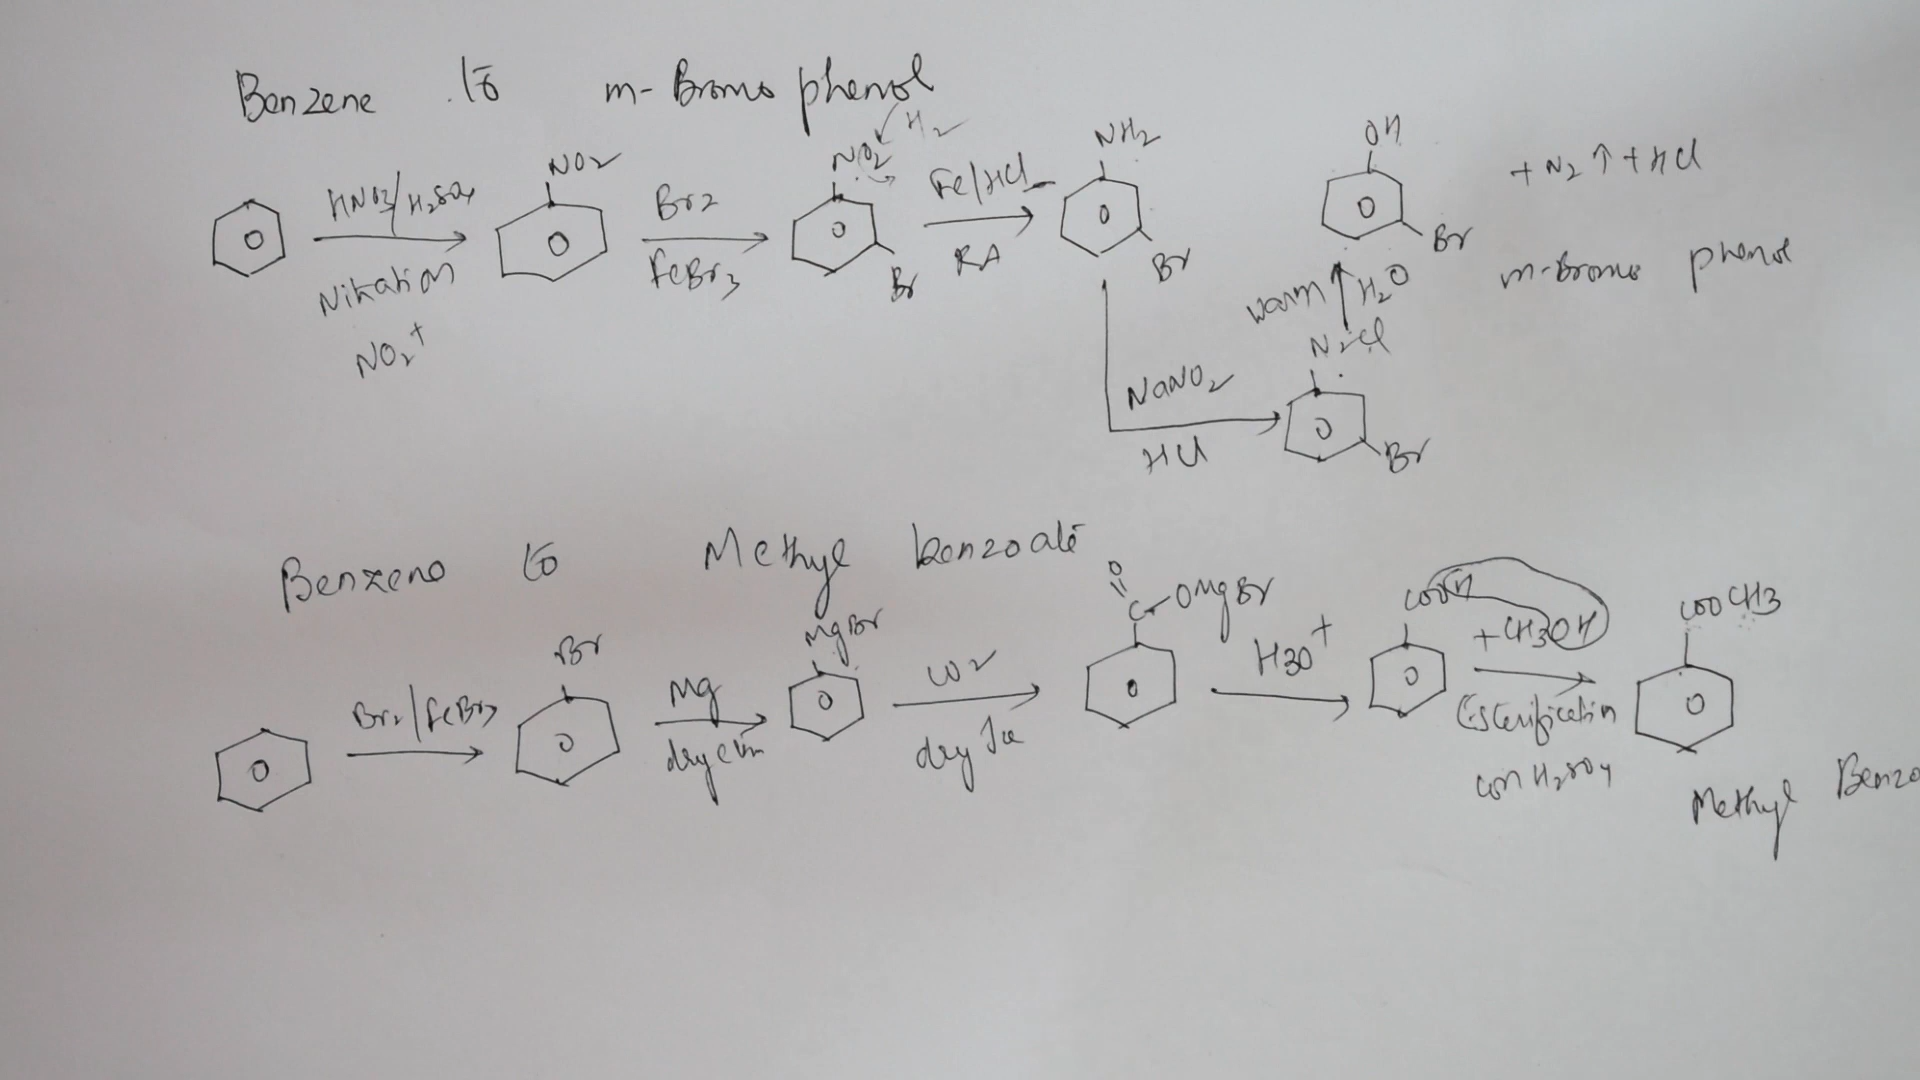 Benzene to m-Bromo phenol
HNO3/H2SO4
Nitration
NO2+
NO2
Br2
FeBr3
NO2
H2
Br
Fe/HCl
RA
NH2
Br
NaNO2
HCl
N2Cl
Br
warm H2O
OH
Br
+ N2 ↑ + HCl
m-Bromo phenol
Benzene to Methyl benzoate
Br2/FeBr3
Br
Mg
dry
MgBr
CO2
dry Ice
O
C-OMgBr
H3O+
COOH
+CH3OH
Esterification
con H2SO4
COOCH3
Methyl Benzo